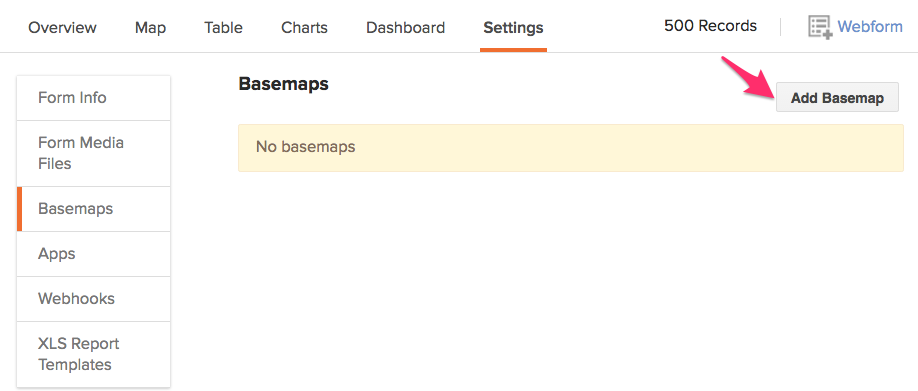 Overview Map Table Charts Dashboard Settings 500 Records Webform
Basemaps
Add Basemap
No basemaps
Form Info
Form Media
Files
Basemaps
Apps
Webhooks
XLS Report
Templates